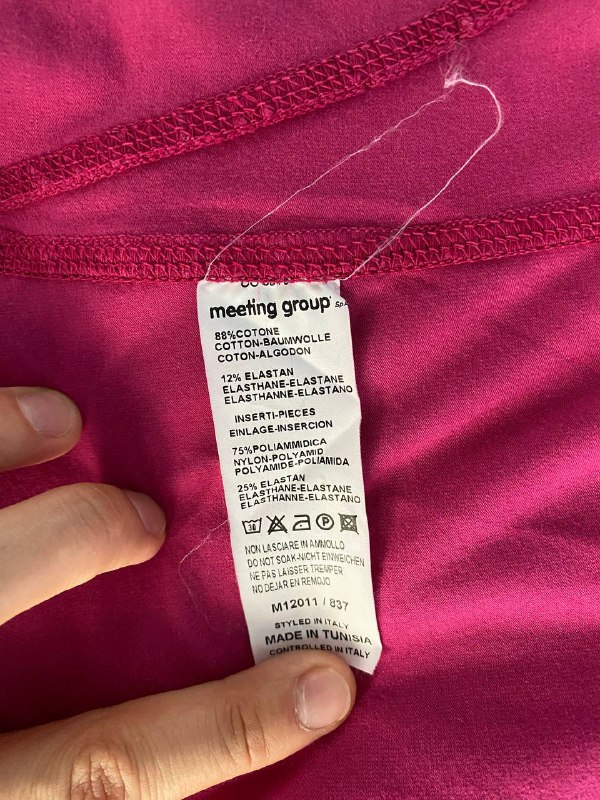 meeting group SpA
88%COTONE
COTTON-BAUMWOLLE
COTON-ALGODON
12% ELASTAN
ELASTHANE-ELASTANE
ELASTHANNE-ELASTANO
INSERTI-PIECES
EINLAGE-INSERCION
75%POLIAMMIDICA
NYLON-POLYAMID
POLYAMIDE-POLIAMIDA
25% ELASTAN
ELASTHANE-ELASTANE
ELASTHANNE-ELASTANO
30 P
NON LASCIARE IN AMMOLLO
DO NOT SOAK-NICHT EINWEICHEN
NE PAS LAISSER TREMPER
NO DEJAR EN REMOJO
M12011 / 837
STYLED IN ITALY
MADE IN TUNISIA
CONTROLLED IN ITALY